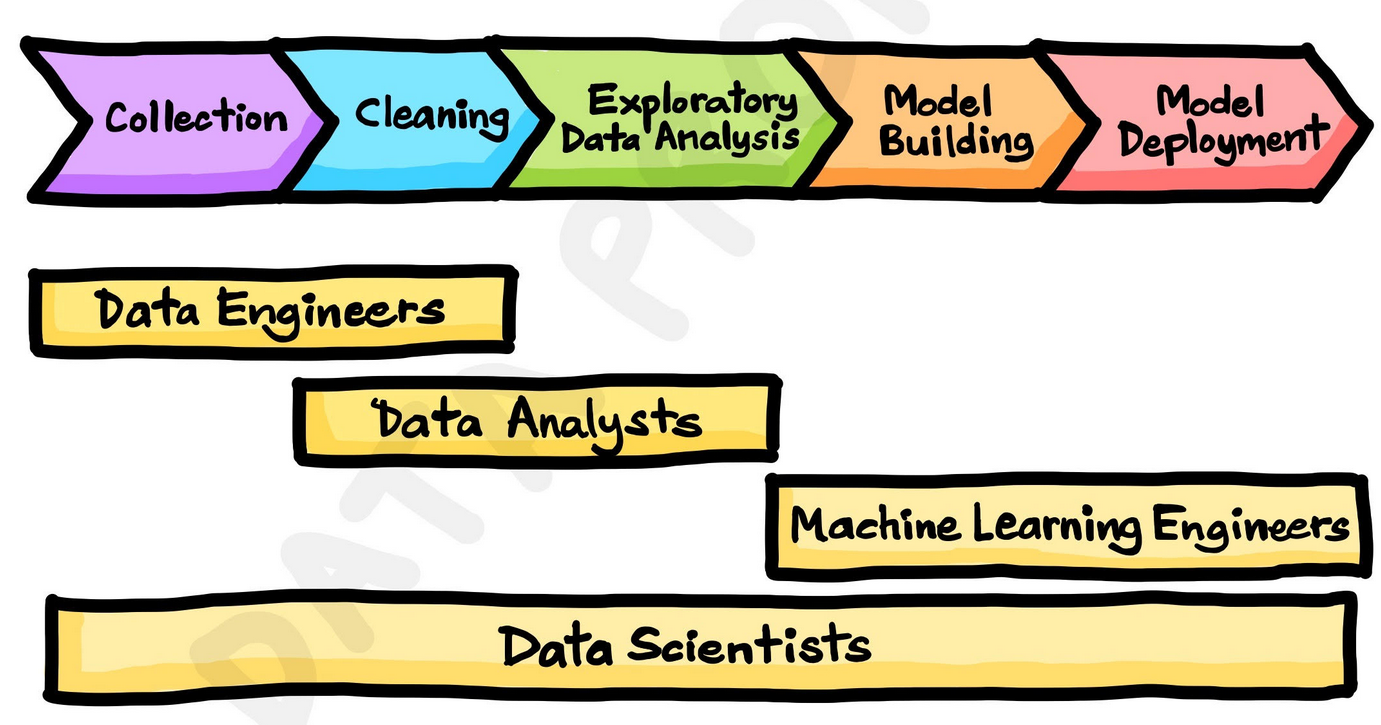 Collection
Cleaning
Exploratory
Data Analysis
Model
Building
Model
Deployment
Data Engineers
Data Analysts
Machine Learning Engineers
Data Scientists
DATA PRO